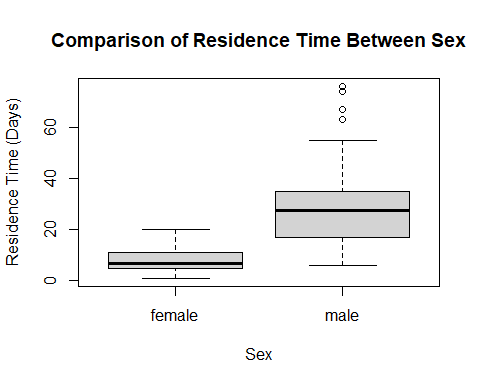 Comparison of Residence Time Between Sex
Residence Time (Days)
60
40
20
0
female male
Sex